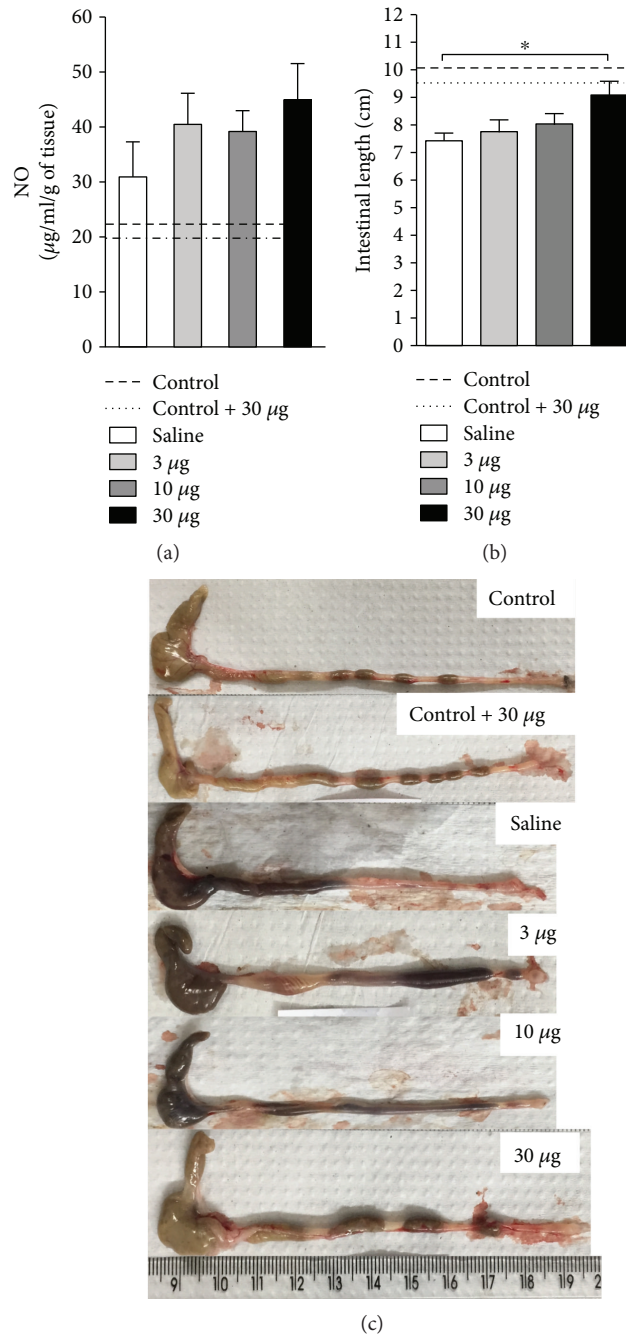 60
50
40
30
20
10
0
NO
(µg/ml/g of tissue)
Control
Control + 30 µg
Saline
3 µg
10 µg
30 µg
(a)
12
11
10
9
8
7
6
5
4
3
2
1
0
Intestinal length (cm)
*
Control
Control + 30 µg
Saline
3 µg
10 µg
30 µg
(b)
Control
Control + 30 µg
Saline
3 µg
10 µg
30 µg
9 10 11 12 13 14 15 16 17 18 19 2
(c)